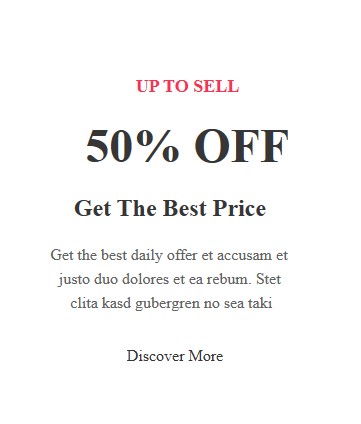 UP TO SELL
50% OFF
Get The Best Price
Get the best daily offer et accusam et
justo duo dolores et ea rebum. Stet
clita kasd gubergren no sea taki
Discover More